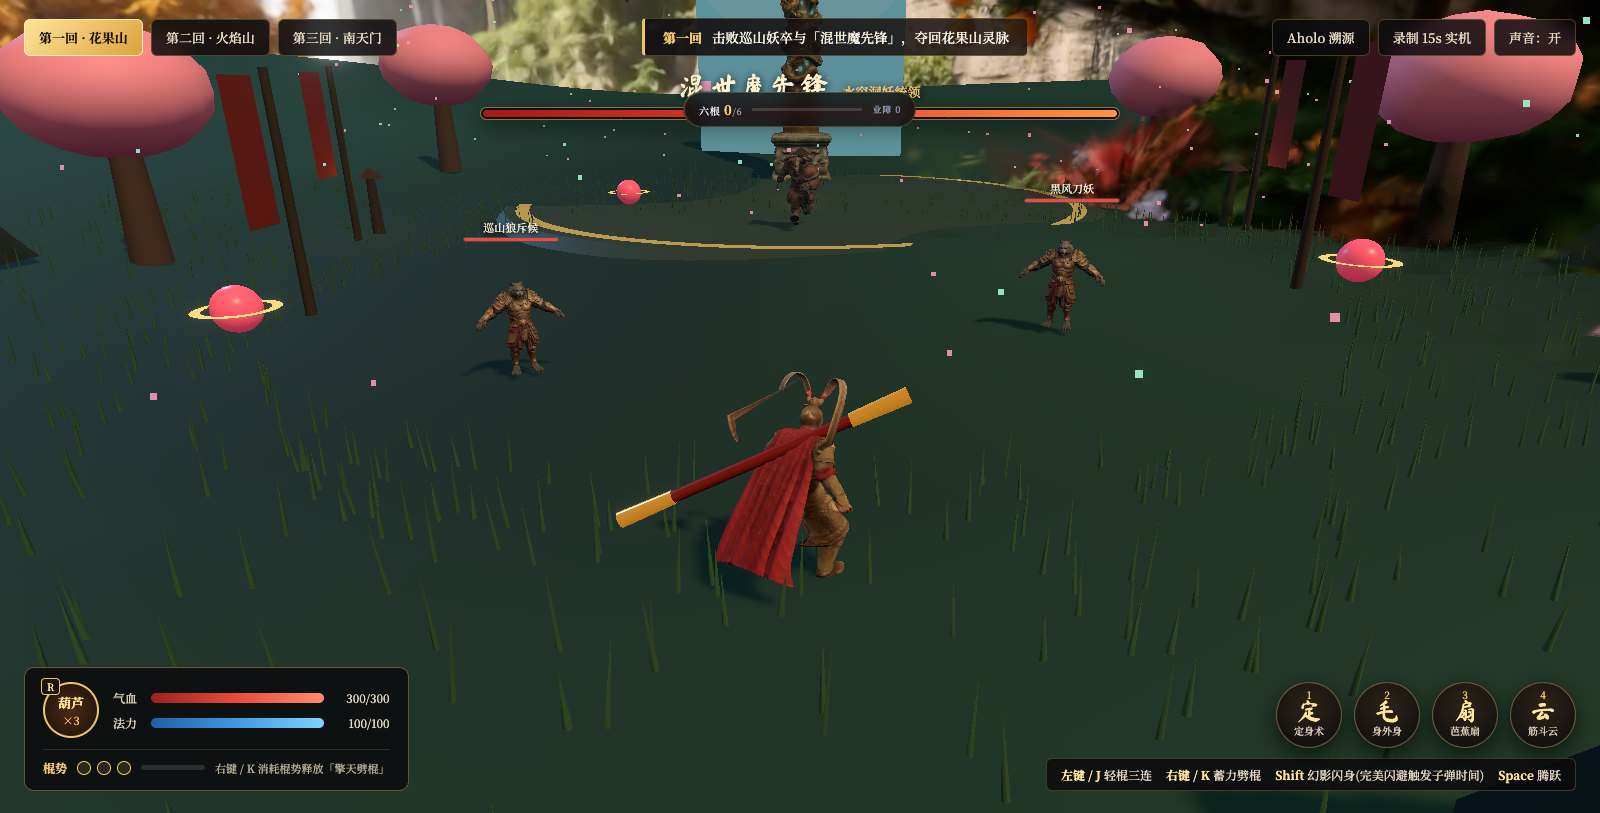 第一回 · 花果山
第二回 · 火焰山
第三回 · 南天门
第一回 击败巡山妖卒与「混世魔先锋」，夺回花果山灵脉
Aholo 溯源
录制 15s 实机
声音：开
混世魔先锋 水帘洞妖统领
六根 0/6 业障 0
黑风刀妖
巡山狼斥候
R
葫芦
×3
气血 300/300
法力 100/100
棍势 右键 / K 消耗棍势释放「擎天劈棍」
1 定 定身术
2 毛 身外身
3 扇 芭蕉扇
4 云 筋斗云
左键 / J 轻棍三连 右键 / K 蓄力劈棍 Shift 幻影闪身(完美闪避触发子弹时间) Space 腾跃